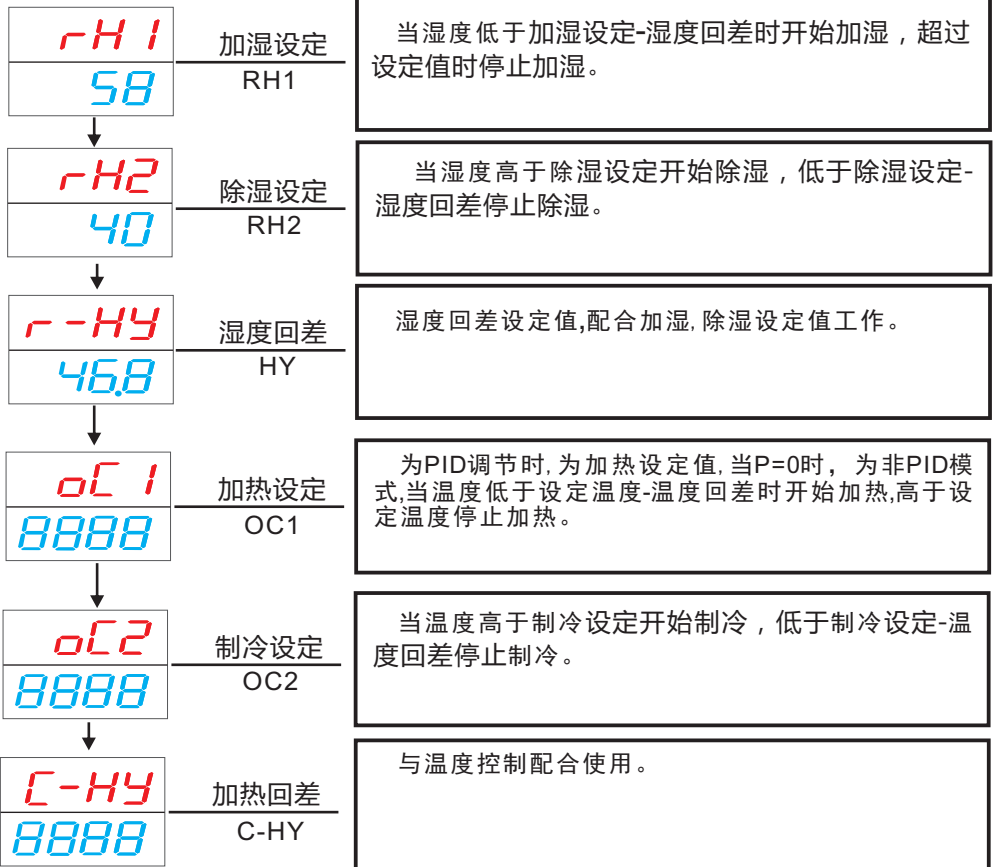 rH1
58
加湿设定
RH1
当湿度低于加湿设定-湿度回差时开始加湿，超过
设定值时停止加湿。
rH2
40
除湿设定
RH2
当湿度高于除湿设定开始除湿，低于除湿设定-
湿度回差停止除湿。
r-HY
46.8
湿度回差
HY
湿度回差设定值,配合加湿,除湿设定值工作。
oC1
8888
加热设定
OC1
为PID调节时,为加热设定值,当P=0时，为非PID模
式,当温度低于设定温度-温度回差时开始加热,高于设
定温度停止加热。
oC2
8888
制冷设定
OC2
当温度高于制冷设定开始制冷，低于制冷设定-温
度回差停止制冷。
C-HY
8888
加热回差
C-HY
与温度控制配合使用。